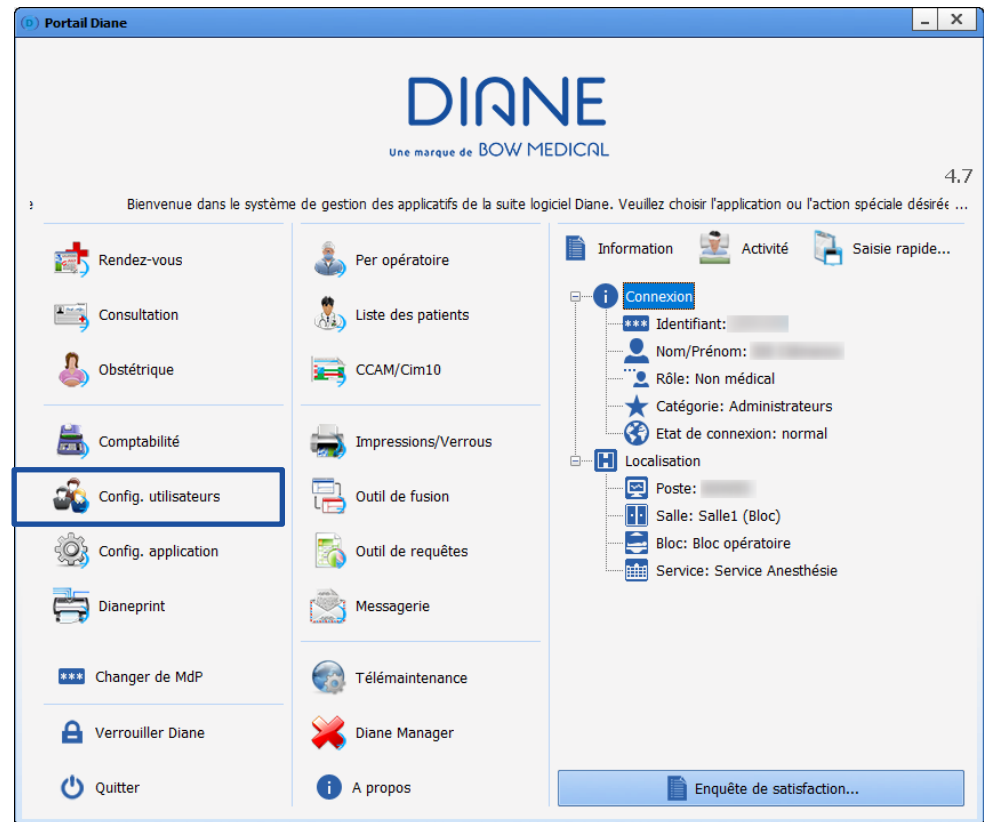 (D) Portail Diane
DIANE
Une marque de BOW MEDICAL
4.7
e Bienvenue dans le système de gestion des applicatifs de la suite logiciel Diane. Veuillez choisir l'application ou l'action spéciale désirée ...
Rendez-vous
Consultation
Obstétrique
Comptabilité
Config. utilisateurs
Config. application
Dianeprint
*** Changer de MdP
Verrouiller Diane
Quitter
Per opératoire
Liste des patients
CCAM/Cim10
Impressions/Verrous
Outil de fusion
Outil de requêtes
Messagerie
Télémaintenance
Diane Manager
i A propos
Information Activité Saisie rapide...
i Connexion
*** Identifiant:
Nom/Prénom:
Rôle: Non médical
Catégorie: Administrateurs
Etat de connexion: normal
H Localisation
Poste:
Salle: Salle1 (Bloc)
Bloc: Bloc opératoire
Service: Service Anesthésie
Enquête de satisfaction...